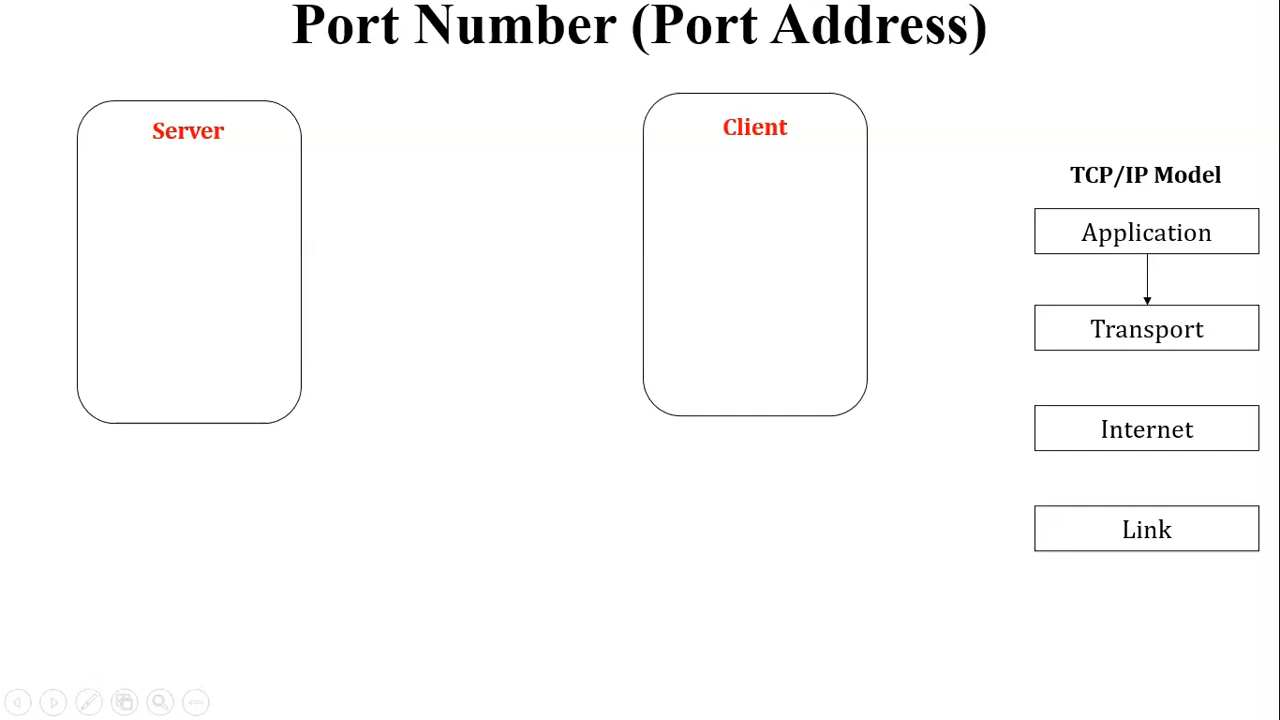 Port Number (Port Address)
Server
Client
TCP/IP Model
Application
Transport
Internet
Link